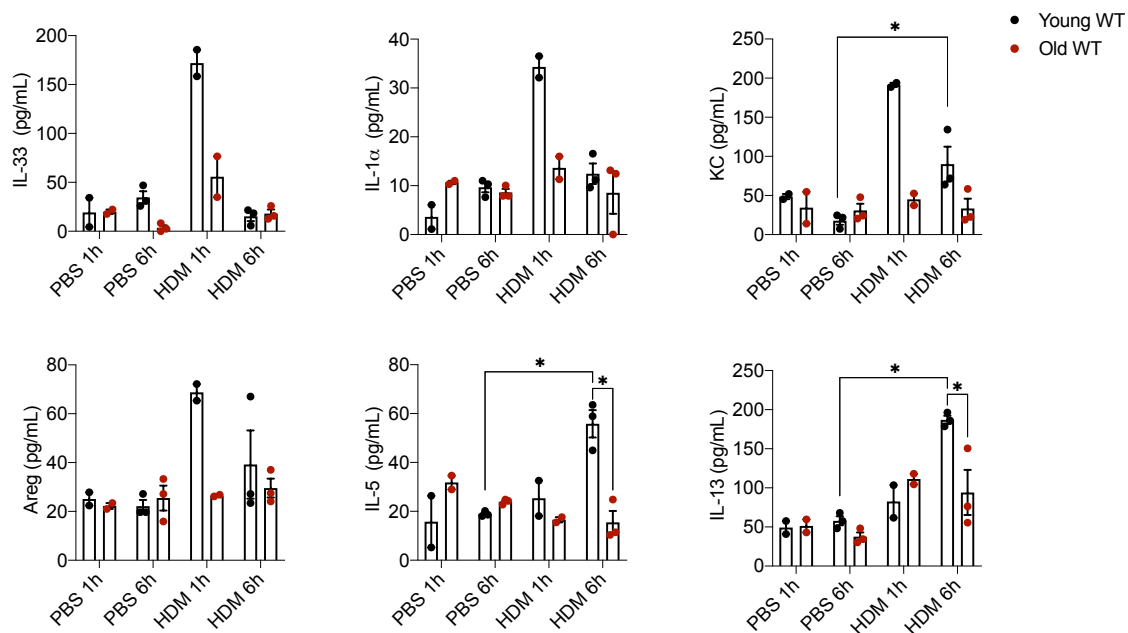 Young WT
Old WT
IL-33 (pg/mL)
200
150
100
50
0
PBS 1h
PBS 6h
HDM 1h
HDM 6h
IL-1α (pg/mL)
40
30
20
10
0
PBS 1h
PBS 6h
HDM 1h
HDM 6h
KC (pg/mL)
250
200
150
100
50
0
*
PBS 1h
PBS 6h
HDM 1h
HDM 6h
Areg (pg/mL)
80
60
40
20
0
PBS 1h
PBS 6h
HDM 1h
HDM 6h
IL-5 (pg/mL)
80
60
40
20
0
*
*
PBS 1h
PBS 6h
HDM 1h
HDM 6h
IL-13 (pg/mL)
250
200
150
100
50
0
*
*
PBS 1h
PBS 6h
HDM 1h
HDM 6h